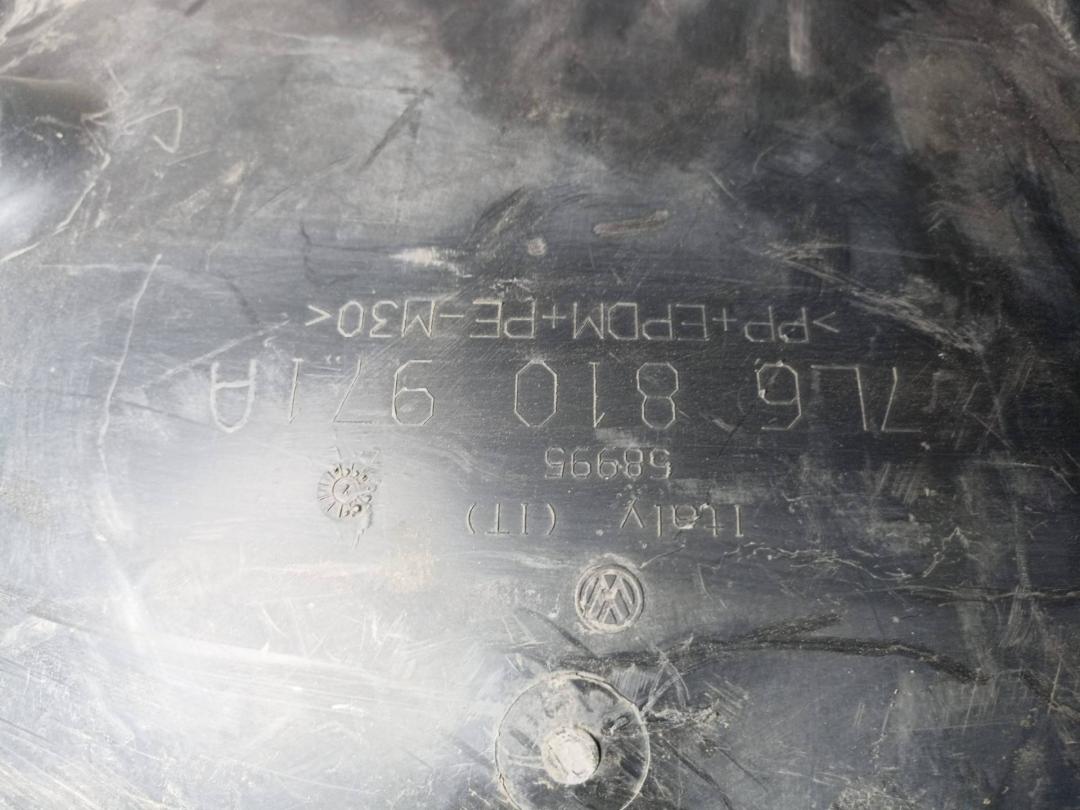 Italy (IT)
58995
7L6 810 971A
>PP+EPDM+PE-M30<